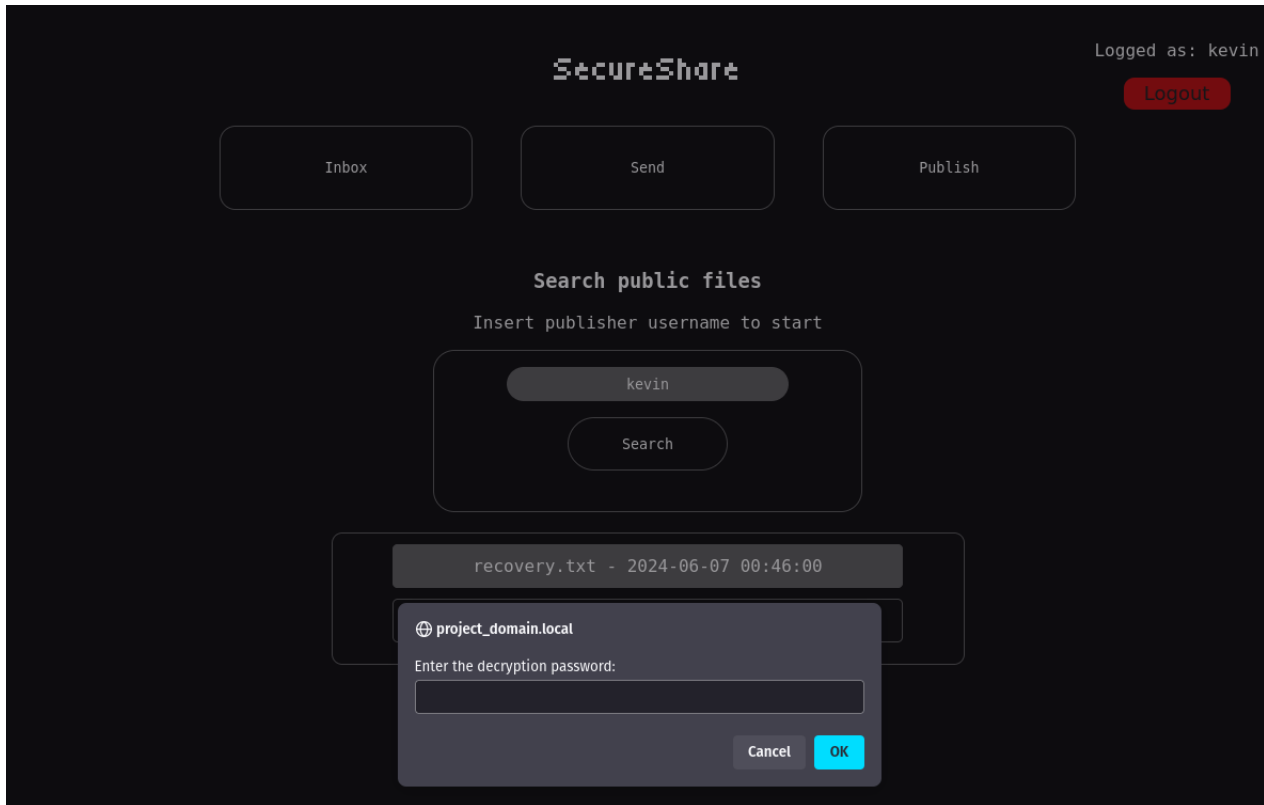 Logged as: kevin
SecureShare
Logout
Inbox
Send
Publish
Search public files
Insert publisher username to start
kevin
Search
recovery.txt - 2024-06-07 00:46:00
project_domain.local
Enter the decryption password:
Cancel
OK